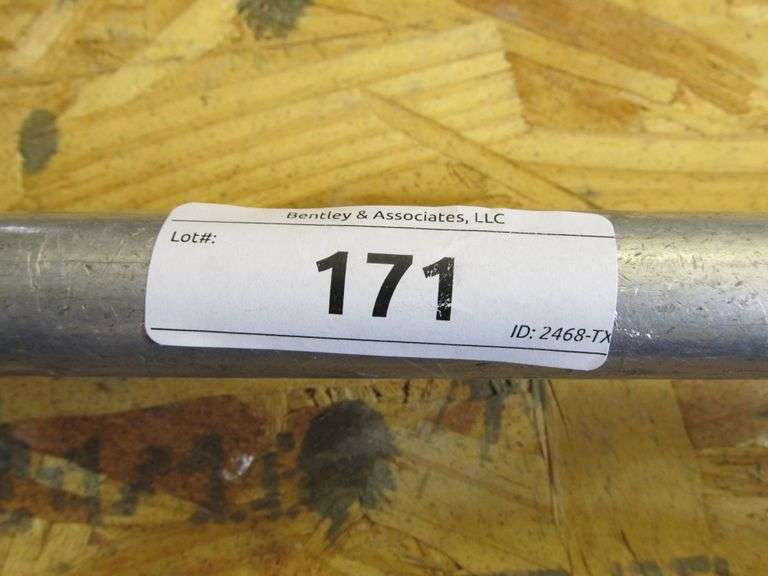 Bentley & Associates, LLC
Lot#:
171
ID: 2468-TX